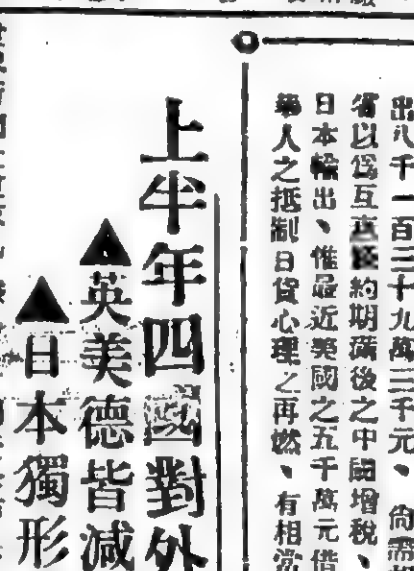 出八千一百三十九萬三千元、尙需
省以爲互惠條約期滿後之中國增稅、
日本輸出、惟最近美國之五千萬元借
華人之抵制日貨心理之再燃、有相當
上半年四國對外
▲英美德皆減
▲日本獨形